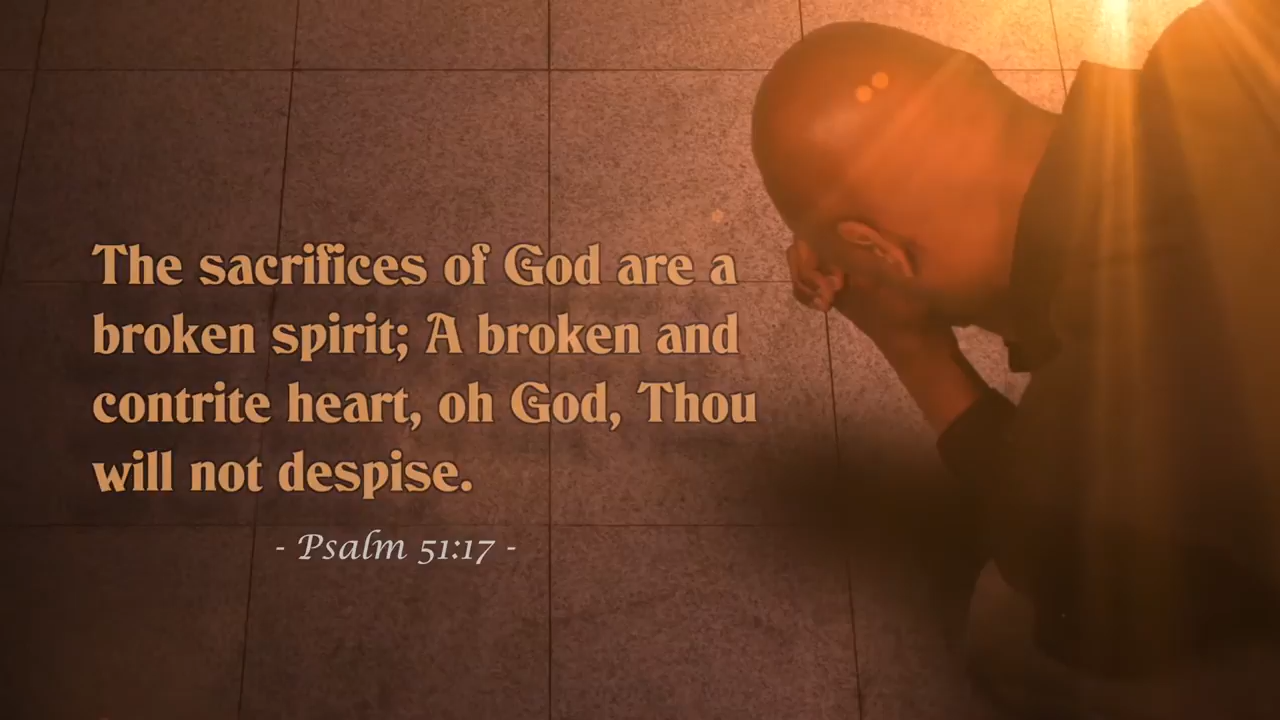 The sacrifices of God are a
broken spirit; A broken and
contrite heart, oh God, Thou
will not despise.
- Psalm 51:17 -